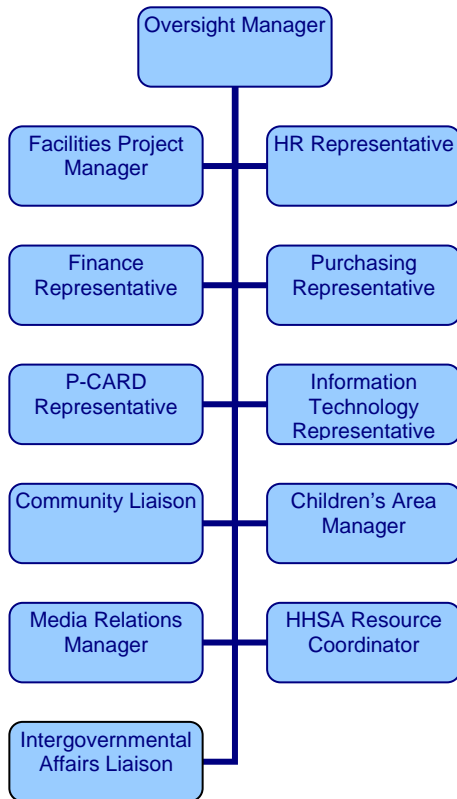 Oversight Manager
Facilities Project
Manager
HR Representative
Finance
Representative
Purchasing
Representative
P-CARD
Representative
Information
Technology
Representative
Community Liaison
Children’s Area
Manager
Media Relations
Manager
HHSA Resource
Coordinator
Intergovernmental
Affairs Liaison